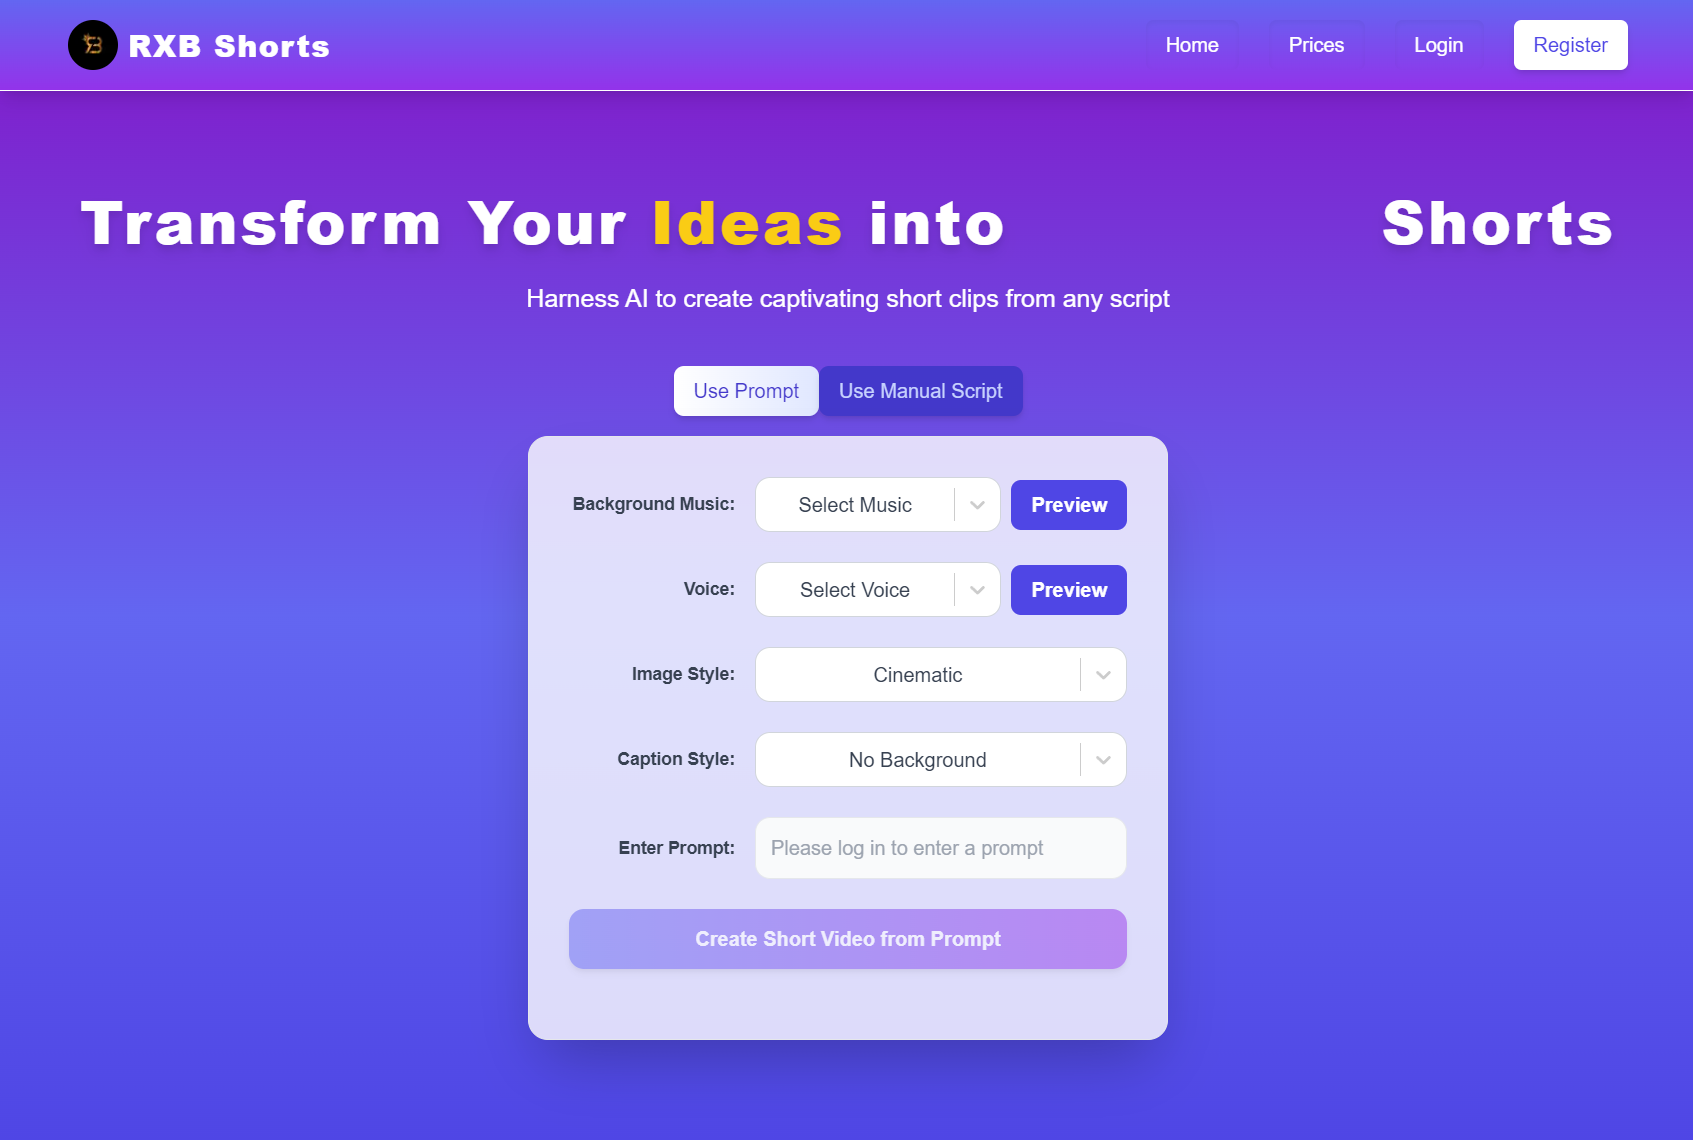 RXB Shorts
Home
Prices
Login
Register
Transform Your Ideas into Shorts
Harness AI to create captivating short clips from any script
Use Prompt
Use Manual Script
Background Music:
Select Music
Preview
Voice:
Select Voice
Preview
Image Style:
Cinematic
Caption Style:
No Background
Enter Prompt:
Please log in to enter a prompt
Create Short Video from Prompt